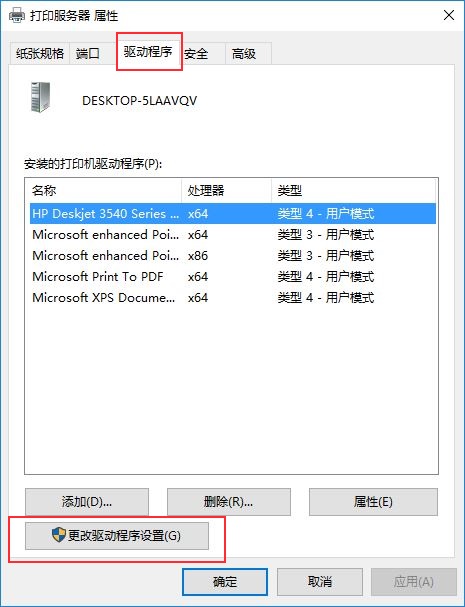 打印服务器 属性
纸张规格 端口 驱动程序 安全 高级
DESKTOP-5LAAVQV
安装的打印机驱动程序(P):
名称 处理器 类型
HP Deskjet 3540 Series ... x64 类型 4 - 用户模式
Microsoft enhanced Poi... x64 类型 3 - 用户模式
Microsoft enhanced Poi... x86 类型 3 - 用户模式
Microsoft Print To PDF x64 类型 4 - 用户模式
Microsoft XPS Docume... x64 类型 4 - 用户模式
添加(D)... 删除(R)... 属性(E)
更改驱动程序设置(G)
确定 取消 应用(A)